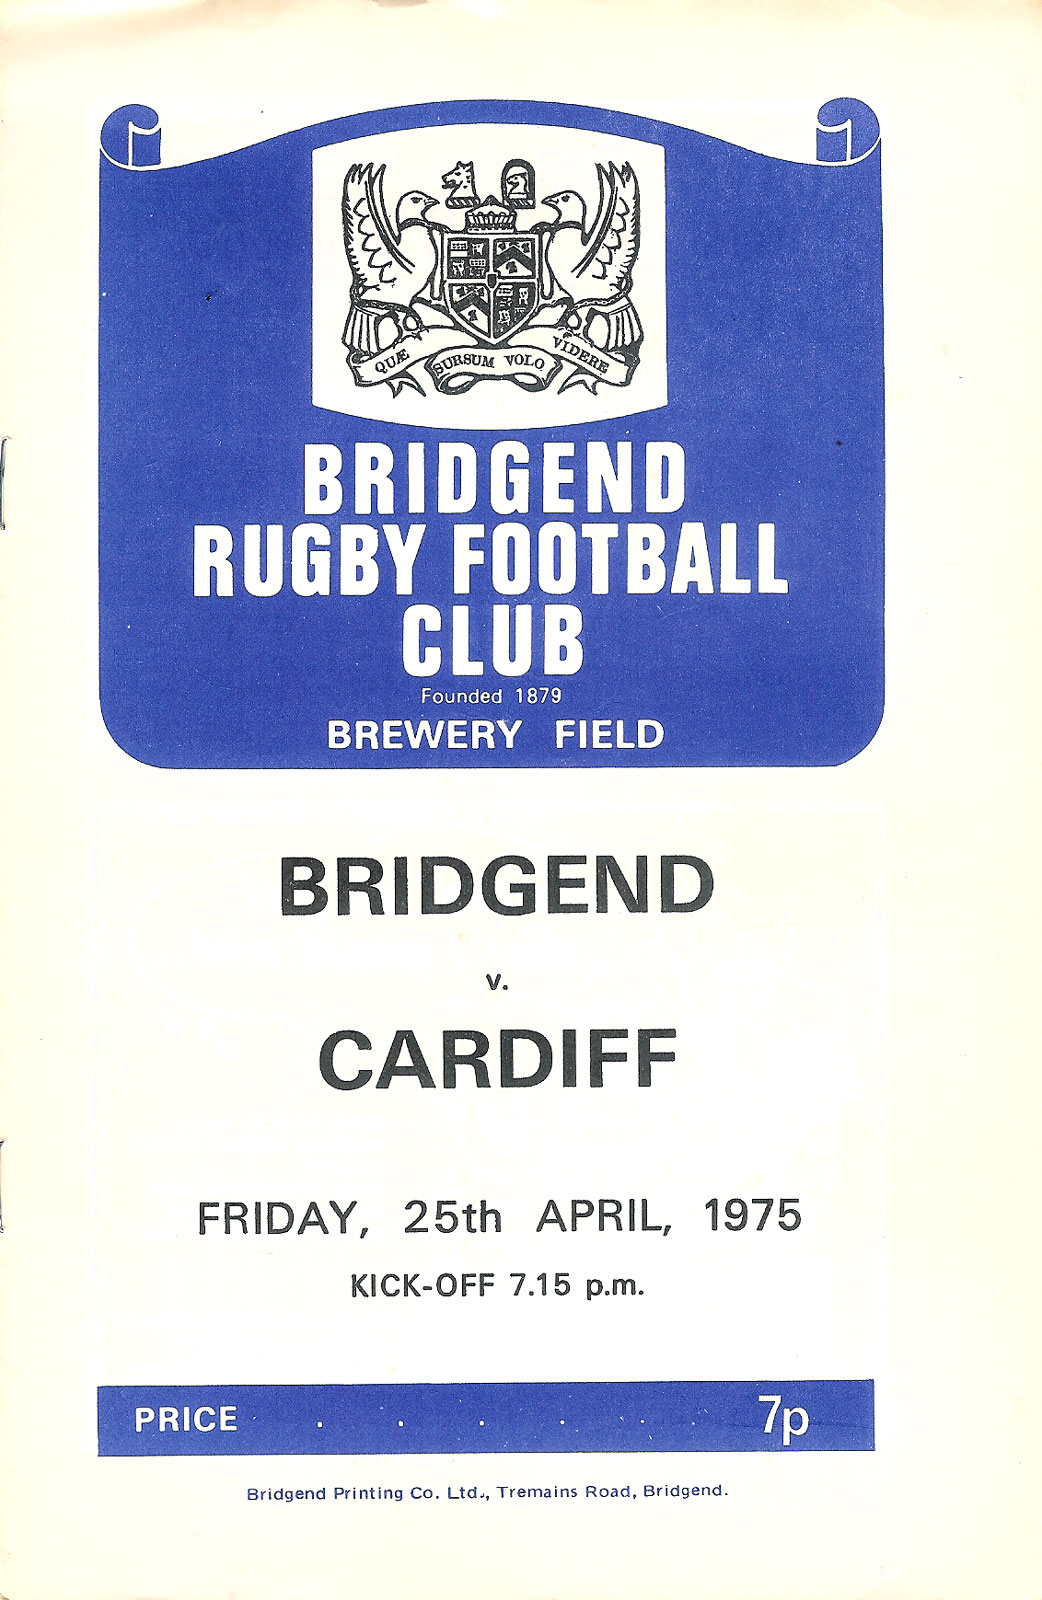 QUÆ SURSUM VOLO VIDERE
BRIDGEND
RUGBY FOOTBALL
CLUB
Founded 1879
BREWERY FIELD
BRIDGEND
v.
CARDIFF
FRIDAY, 25th APRIL, 1975
KICK-OFF 7.15 p.m.
PRICE . . . . . . 7p
Bridgend Printing Co. Ltd., Tremains Road, Bridgend.